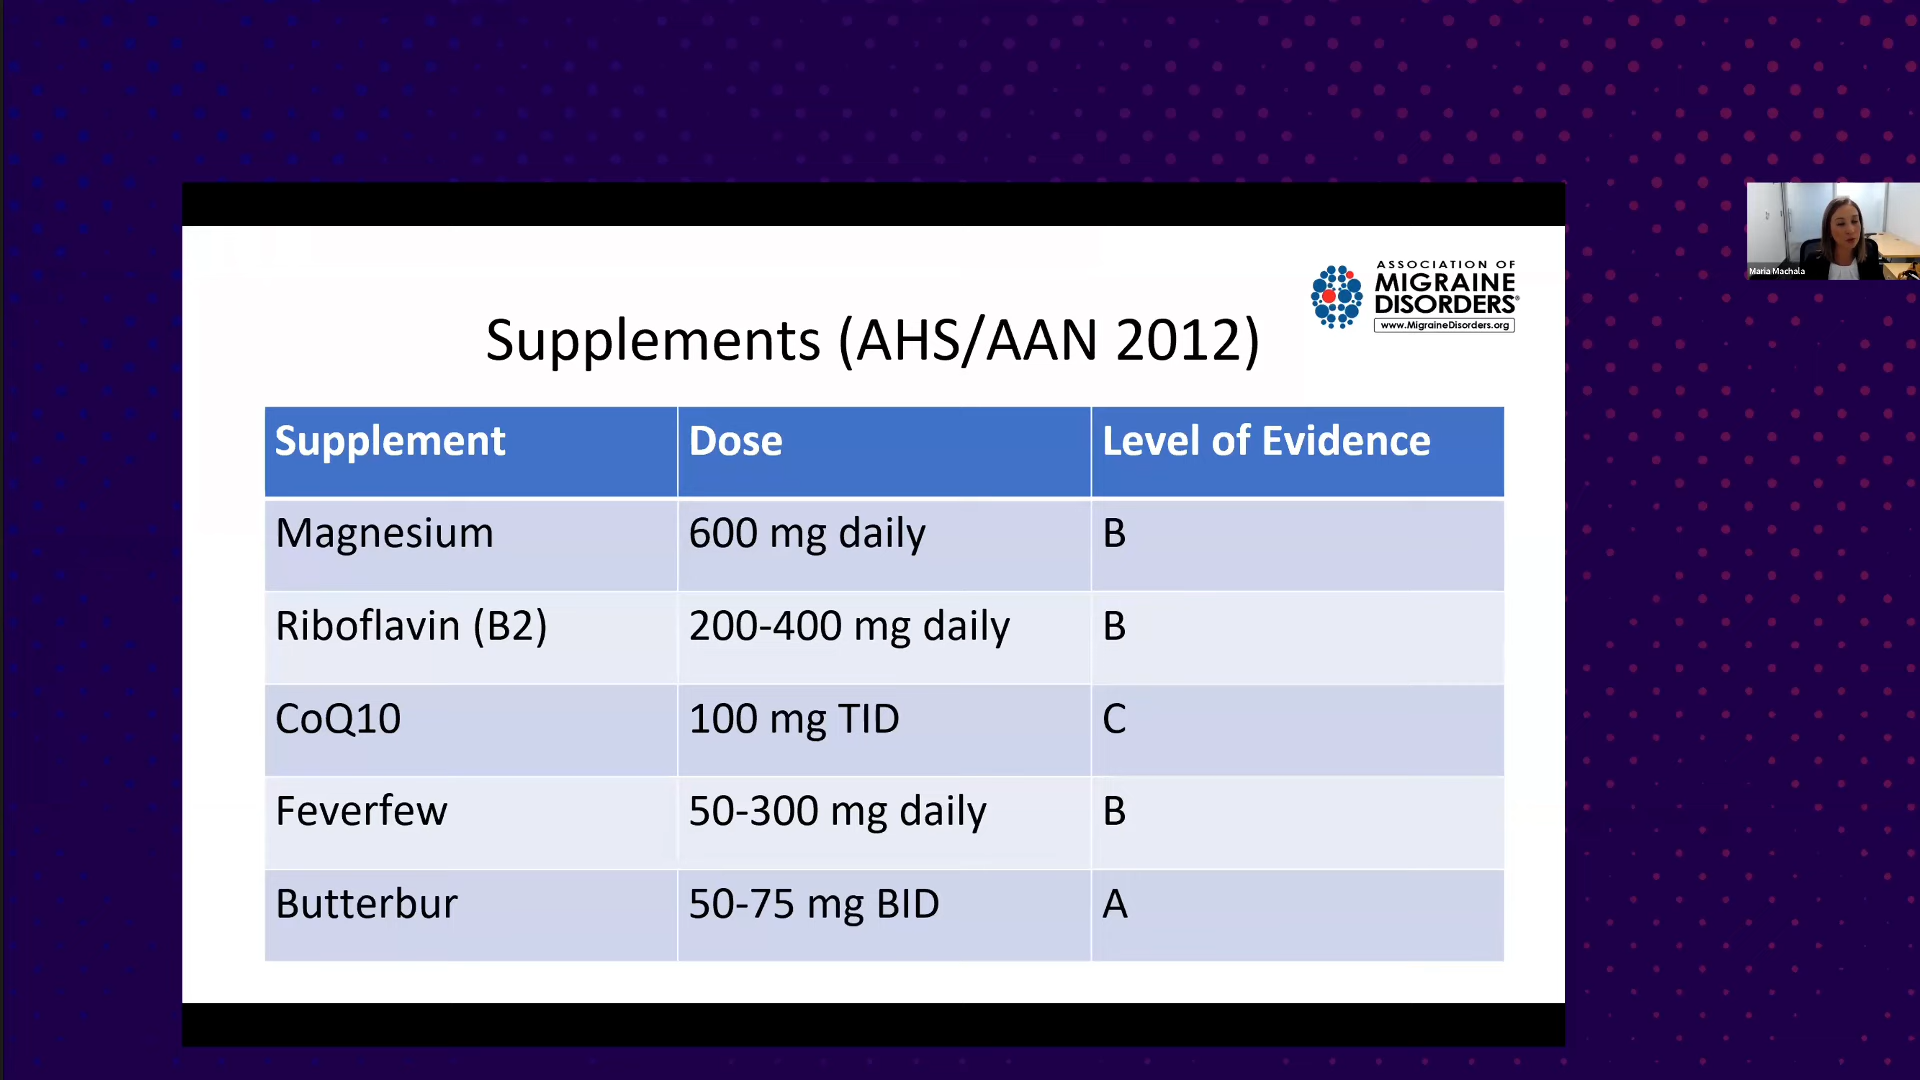 ASSOCIATION OF
MIGRAINE
DISORDERS®
www.MigraineDisorders.org
Supplements (AHS/AAN 2012)
Supplement Dose Level of Evidence
Magnesium 600 mg daily B
Riboflavin (B2) 200-400 mg daily B
CoQ10 100 mg TID C
Feverfew 50-300 mg daily B
Butterbur 50-75 mg BID A
Maria Machala